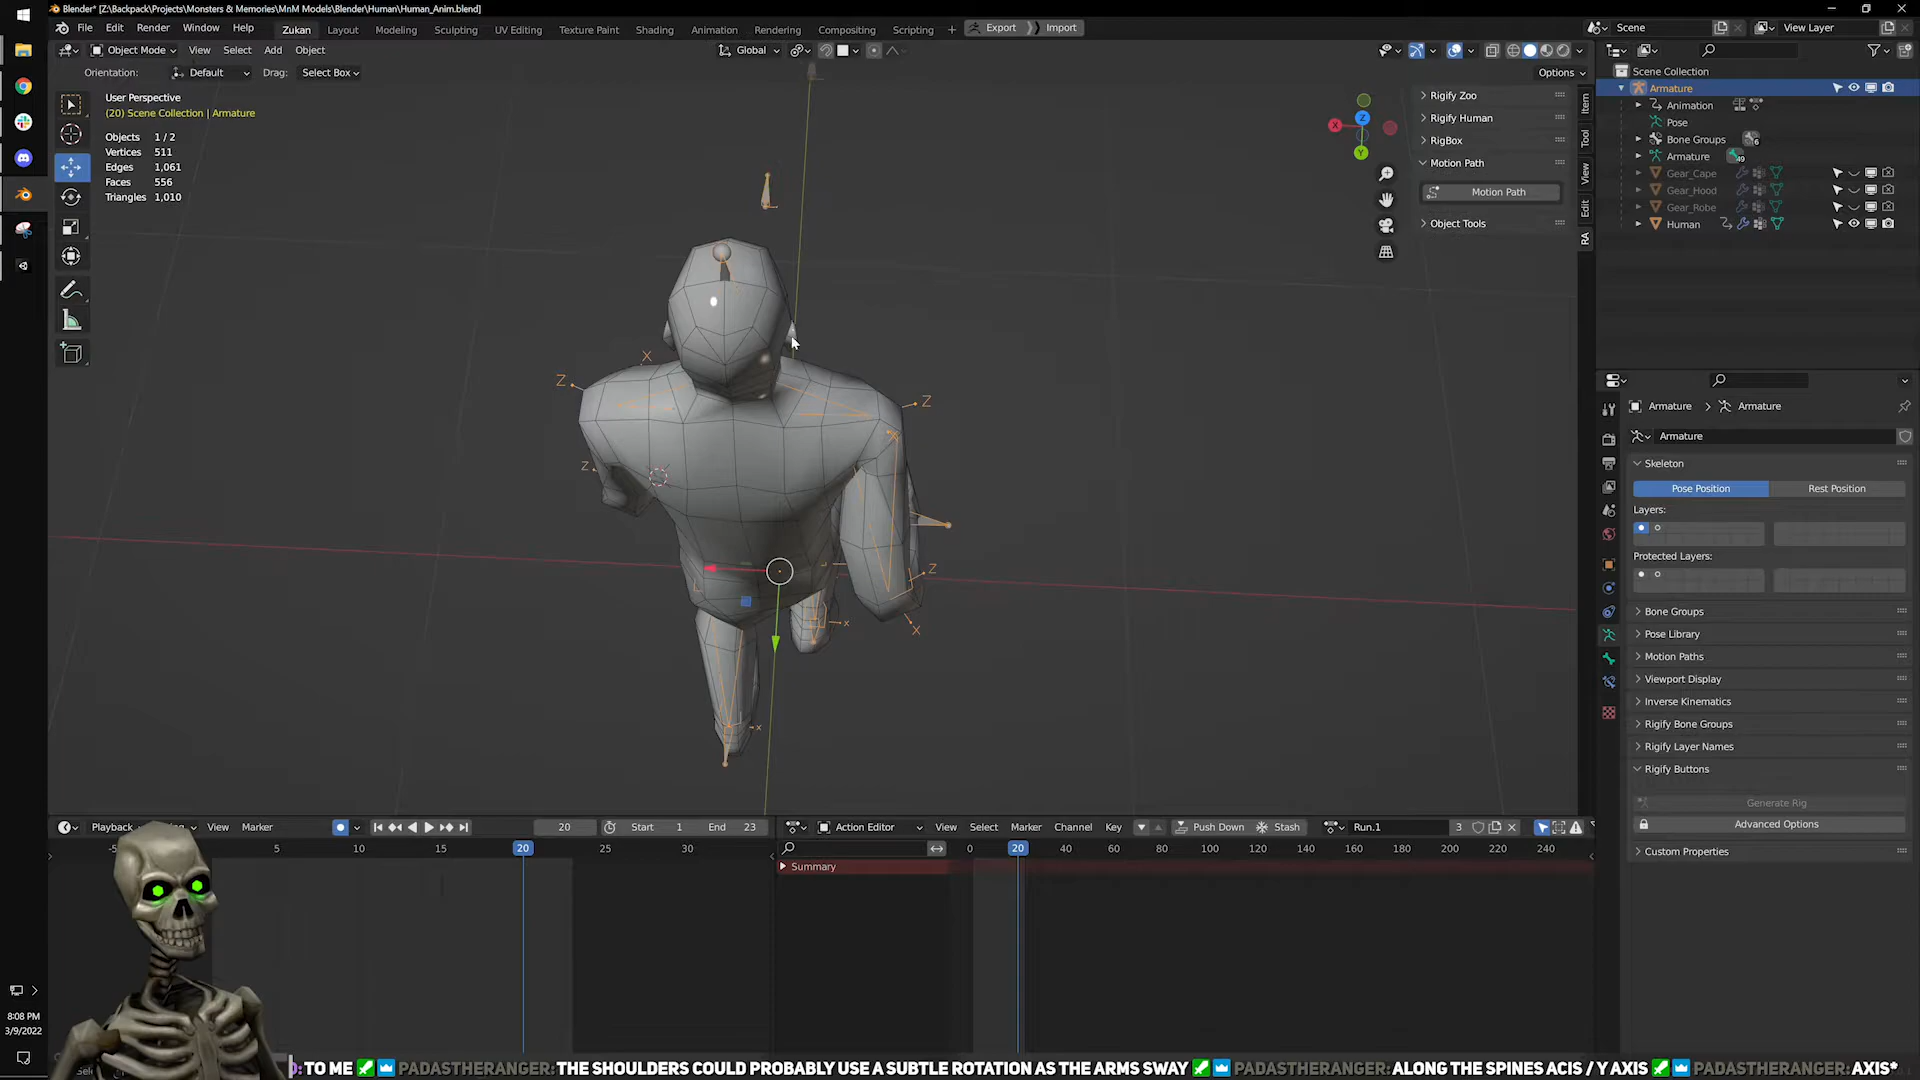 Blender* [Z:\Backpack\Projects\Monsters & Memories\MnM Models\Blender\Human\Human_Anim.blend]
File Edit Render Window Help Zukan Layout Modeling Sculpting UV Editing Texture Paint Shading Animation Rendering Compositing Scripting + Export Import Scene View Layer
Object Mode View Select Add Object Global
Orientation: Default Drag: Select Box Options
User Perspective
(20) Scene Collection | Armature
Objects 1 / 2
Vertices 511
Edges 1,061
Faces 556
Triangles 1,010
X
Z
Z
X
Z
Z
X
x
x
X
Z
Y
Rigify Zoo
Rigify Human
RigBox
Motion Path
Motion Path
Object Tools
Item
Tool
View
Edit
RA
Scene Collection
Armature
Animation
Pose
Bone Groups 6
Armature 49
Gear_Cape
Gear_Hood
Gear_Robe
Human
Armature > Armature
Armature
Skeleton
Pose Position Rest Position
Layers:
Protected Layers:
Bone Groups
Pose Library
Motion Paths
Viewport Display
Inverse Kinematics
Rigify Bone Groups
Rigify Layer Names
Rigify Buttons
Generate Rig
Advanced Options
Custom Properties
Playback View Marker 20 Start 1 End 23
-5 5 10 15 20 25 30
Action Editor View Select Marker Channel Key Push Down Stash Run.1 3
0 20 40 60 80 100 120 140 160 180 200 220 240
Summary
8:08 PM
3/9/2022
TO ME PADASTHERANGER: THE SHOULDERS COULD PROBABLY USE A SUBTLE ROTATION AS THE ARMS SWAY PADASTHERANGER: ALONG THE SPINES ACIS / Y AXIS PADASTHERANGER: AXIS*